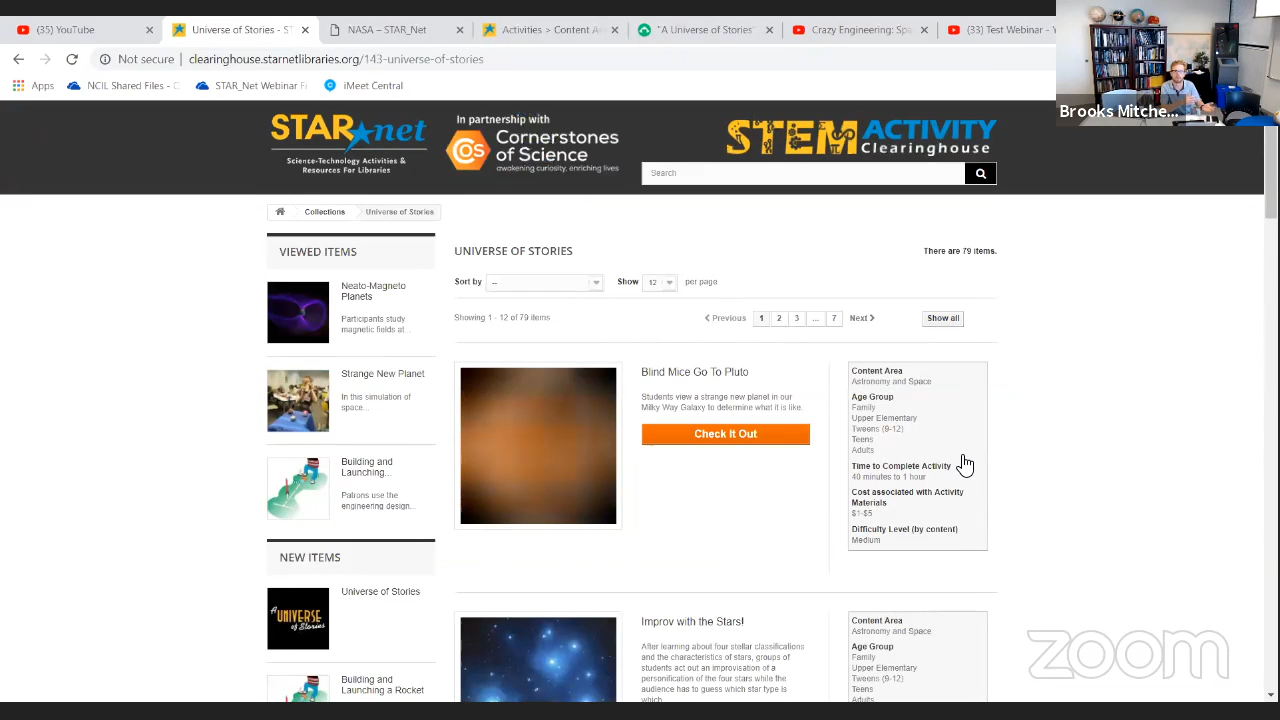 (35) YouTube
Universe of Stories - ST
NASA – STAR_NET
Activities > Content A
"A Universe of Stories"
Crazy Engineering: Spa
(33) Test Webinar - Y
Not secure | clearinghouse.starnetlibraries.org/143-universe-of-stories
Apps
NCIL Shared Files - C
STAR_Net Webinar Fi
iMeet Central
Brooks Mitche...
STAR net
Science-Technology Activities &
Resources For Libraries
In partnership with
COS
Cornerstones
of Science
awakening curiosity, enriching lives
STEM ACTIVITY
Clearinghouse
Search
Collections
Universe of Stories
VIEWED ITEMS
Neato-Magneto
Planets
Participants study
magnetic fields at...
Strange New Planet
In this simulation of
space...
Building and
Launching...
Patrons use the
engineering design...
NEW ITEMS
A UNIVERSE
of Stories
Universe of Stories
Building and
Launching a Rocket
UNIVERSE OF STORIES
There are 79 items.
Sort by
--
Show
12
per page
Showing 1 - 12 of 79 items
Previous
1
2
3
...
7
Next
Show all
Blind Mice Go To Pluto
Students view a strange new planet in our
Milky Way Galaxy to determine what it is like.
Check It Out
Content Area
Astronomy and Space
Age Group
Family
Upper Elementary
Tweens (9-12)
Teens
Adults
Time to Complete Activity
40 minutes to 1 hour
Cost associated with Activity
Materials
$1-$5
Difficulty Level (by content)
Medium
Improv with the Stars!
After learning about four stellar classifications
and the characteristics of stars, groups of
students act out an improvisation of a
personification of the four stars while the
audience has to guess which star type is
which.
Content Area
Astronomy and Space
Age Group
Family
Upper Elementary
Tweens (9-12)
Teens
Adults
zoom